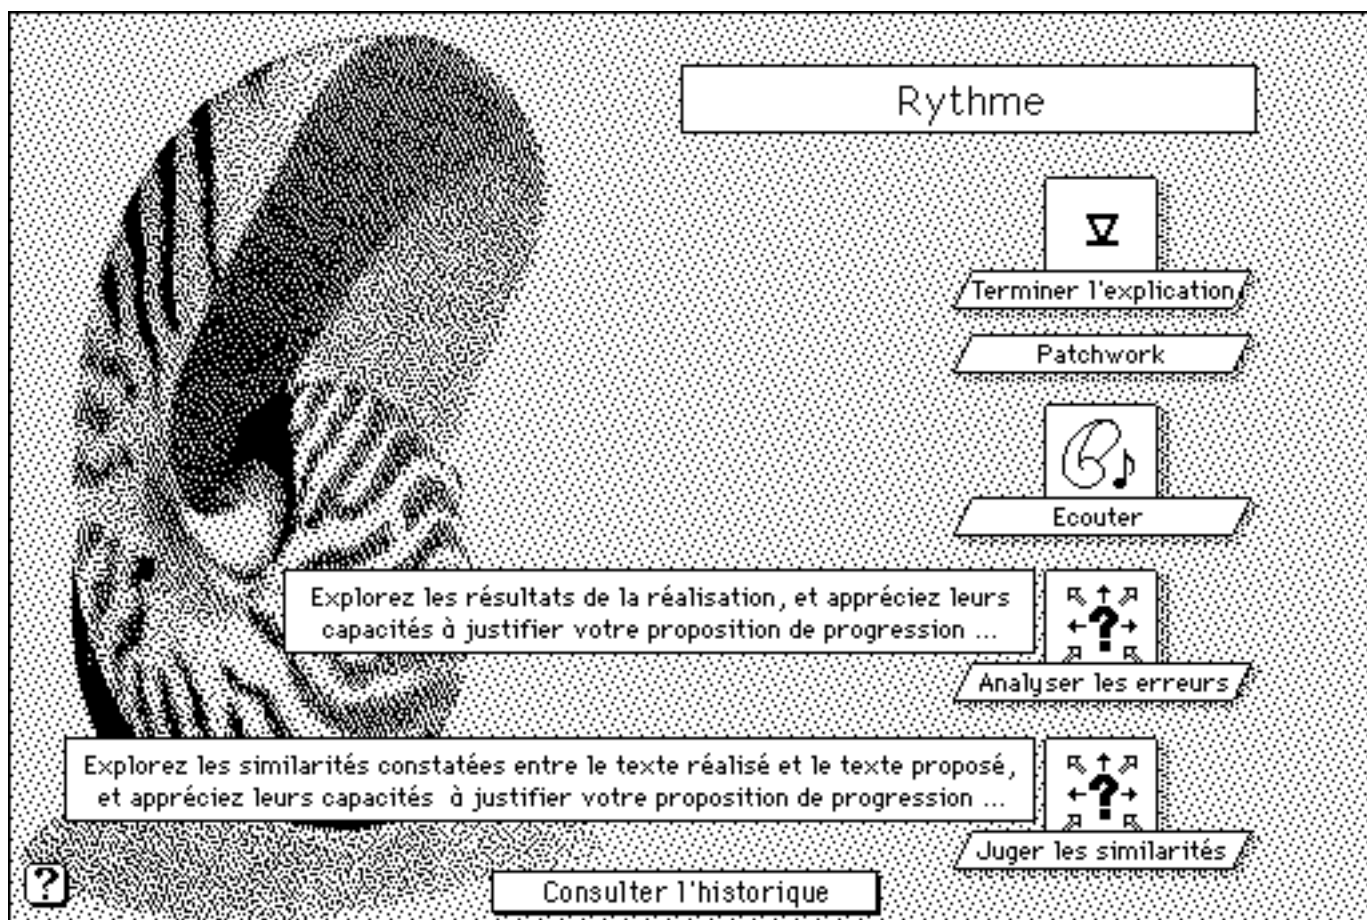 Rythme
Terminer l'explication
Patchwork
Ecouter
Explorez les résultats de la réalisation, et appréciez leurs
capacités à justifier votre proposition de progression ...
?
Analyser les erreurs
Explorez les similarités constatées entre le texte réalisé et le texte proposé,
et appréciez leurs capacités à justifier votre proposition de progression ...
?
Juger les similarités
?
Consulter l'historique